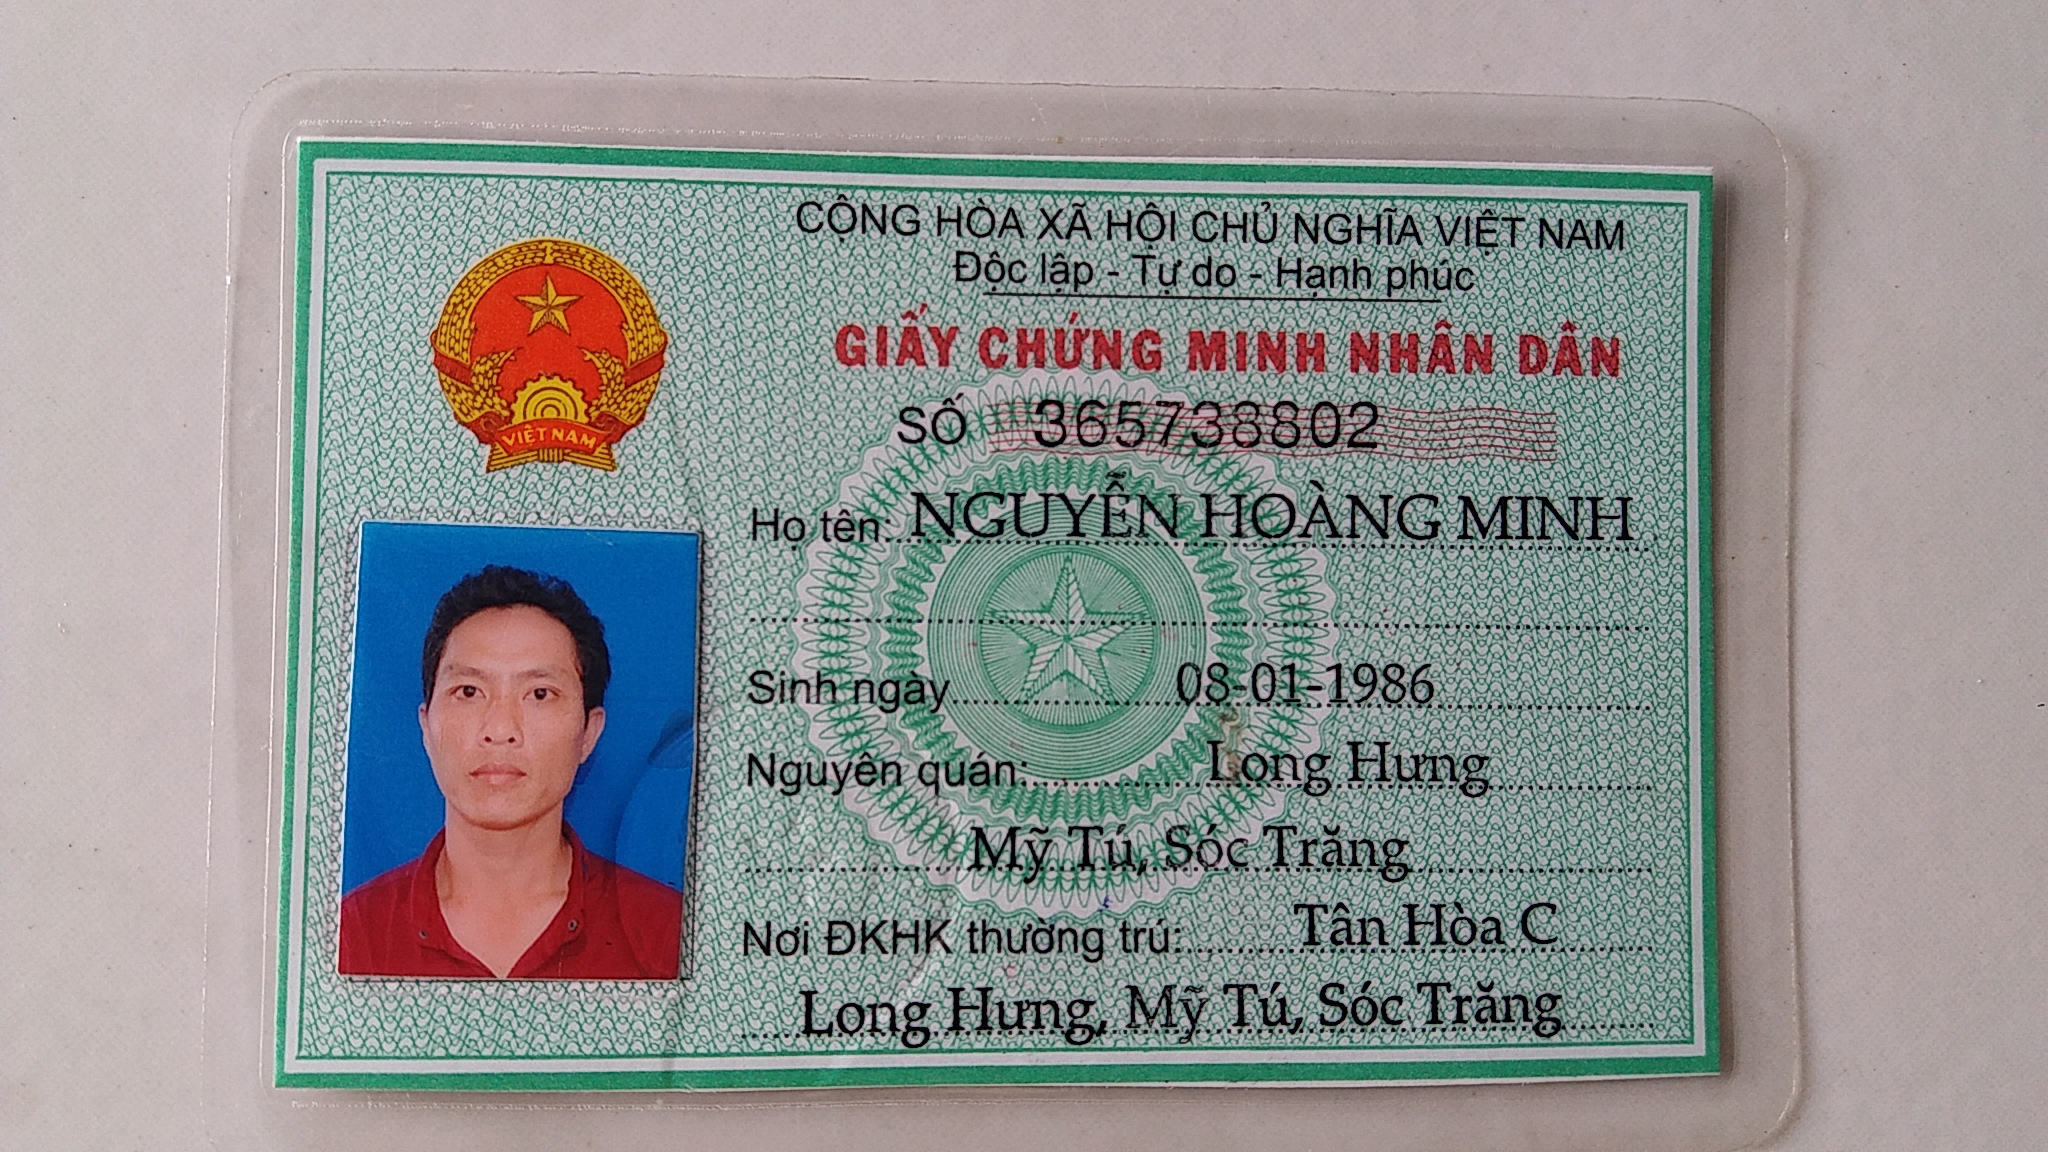 CỘNG HÒA XÃ HỘI CHỦ NGHĨA VIỆT NAM
Độc lập - Tự do - Hạnh phúc
GIẤY CHỨNG MINH NHÂN DÂN
SỐ 365738802
Họ tên: NGUYỄN HOÀNG MINH
Sinh ngày 08-01-1986
Nguyên quán: Long Hưng
Mỹ Tú, Sóc Trăng
Nơi ĐKHK thường trú: Tân Hòa C
Long Hưng, Mỹ Tú, Sóc Trăng
VIỆT NAM